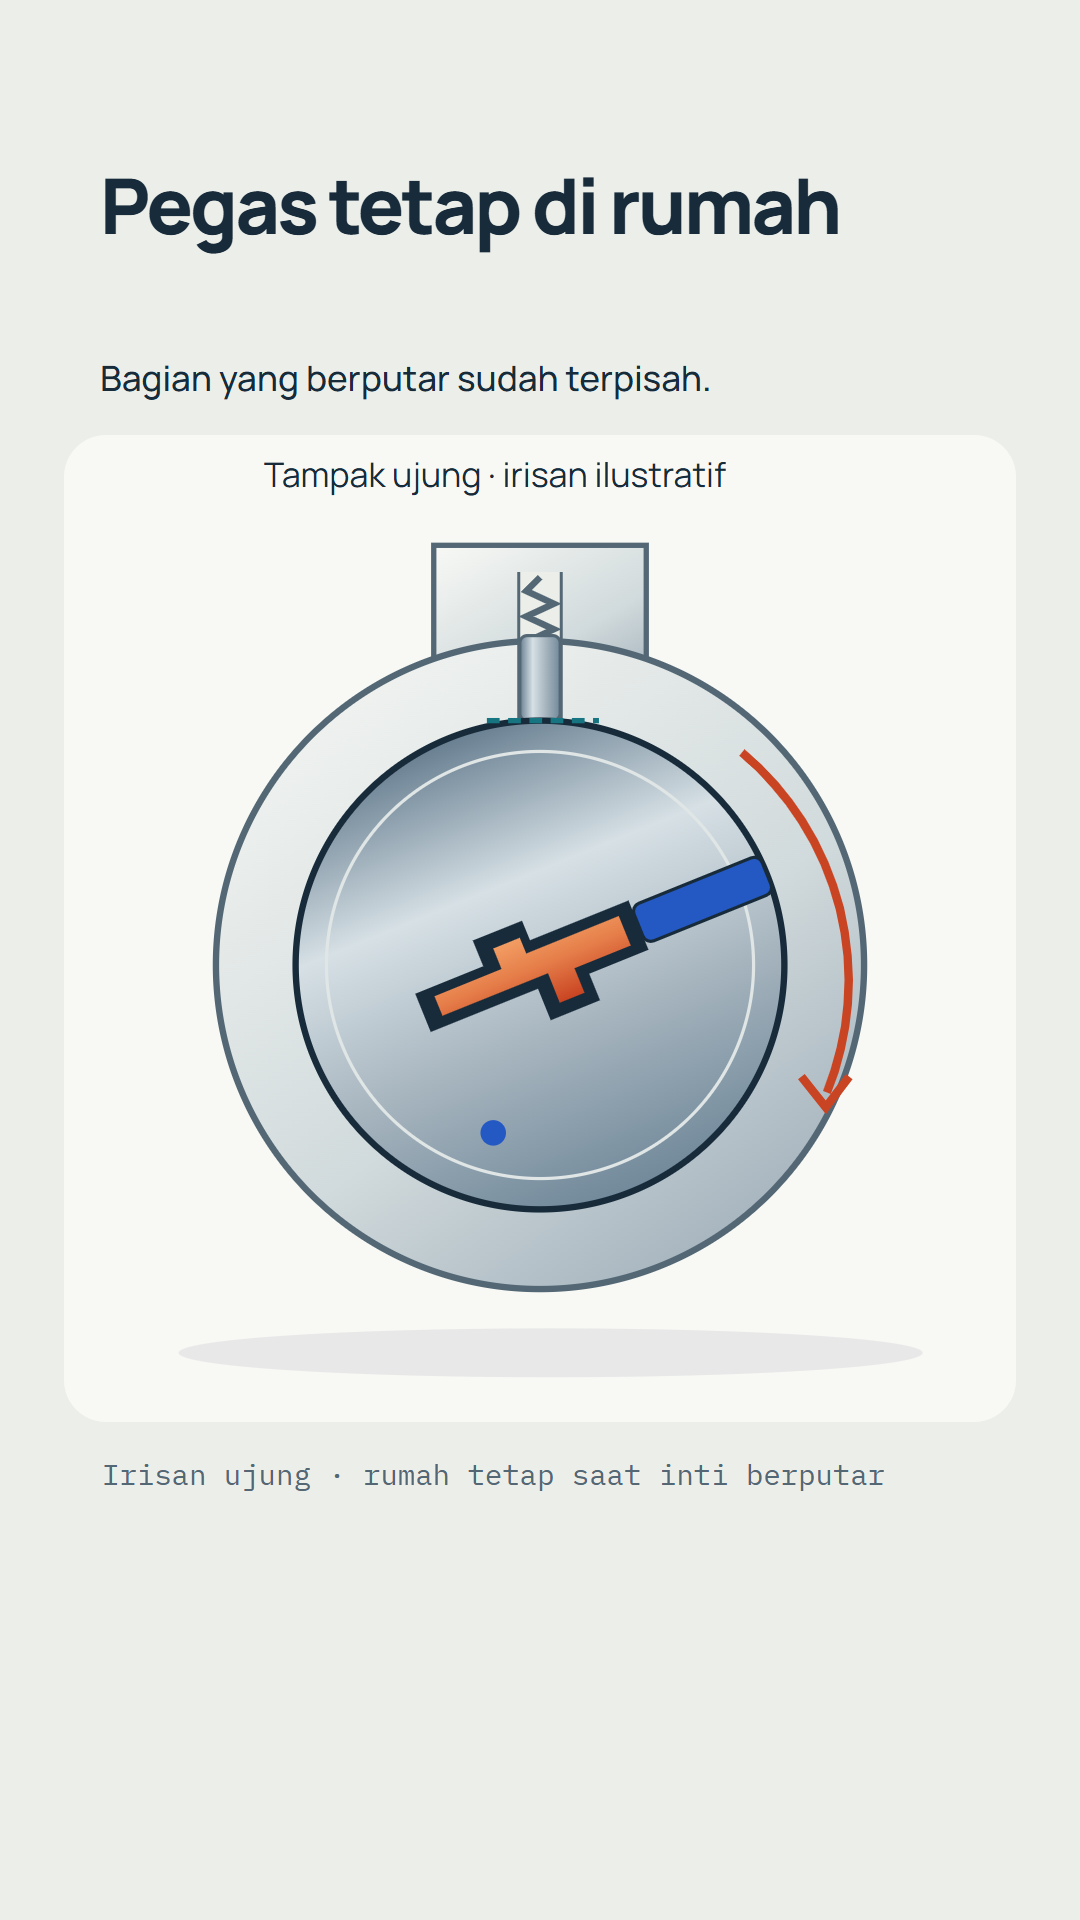 Pegas tetap di rumah
Bagian yang berputar sudah terpisah.
Tampak ujung · irisan ilustratif
Irisan ujung · rumah tetap saat inti berputar